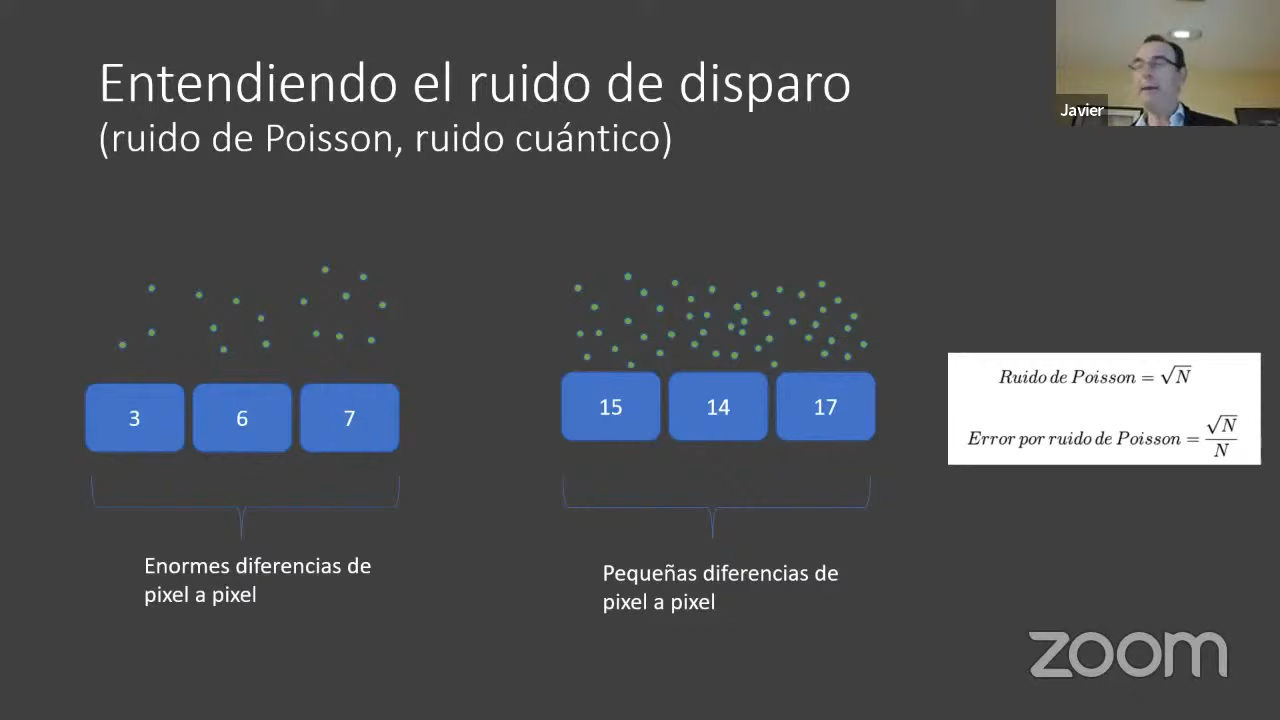 Entendiendo el ruido de disparo
(ruido de Poisson, ruido cuántico)
Javier
3 6 7
15 14 17
Ruido de Poisson = √N
Error por ruido de Poisson = √N / N
Enormes diferencias de
pixel a pixel
Pequeñas diferencias de
pixel a pixel
zoom